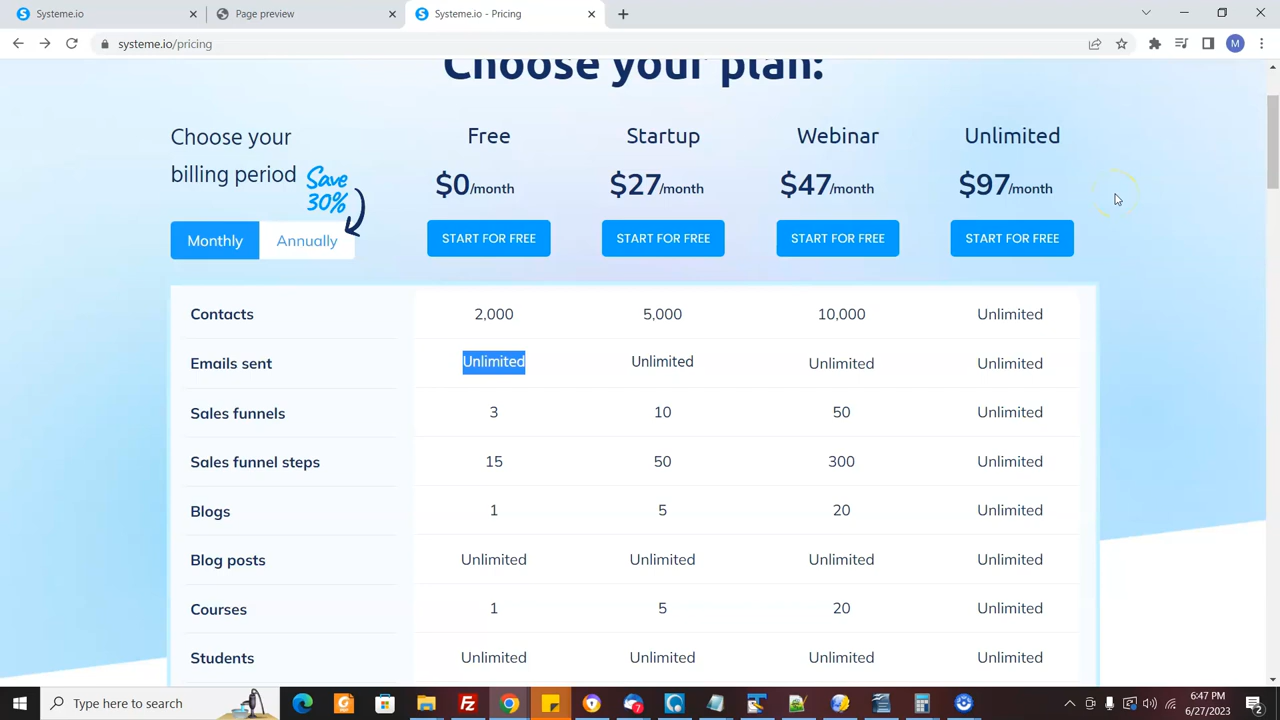 Systeme.io
Page preview
Systeme.io - Pricing
systeme.io/pricing
M
Choose your plan:
Choose your
billing period
Save
30%
Monthly
Annually
Free
Startup
Webinar
Unlimited
$0/month
$27/month
$47/month
$97/month
START FOR FREE
START FOR FREE
START FOR FREE
START FOR FREE
Contacts 2,000 5,000 10,000 Unlimited
Emails sent Unlimited Unlimited Unlimited Unlimited
Sales funnels 3 10 50 Unlimited
Sales funnel steps 15 50 300 Unlimited
Blogs 1 5 20 Unlimited
Blog posts Unlimited Unlimited Unlimited Unlimited
Courses 1 5 20 Unlimited
Students Unlimited Unlimited Unlimited Unlimited
Type here to search
7
6:47 PM
6/27/2023